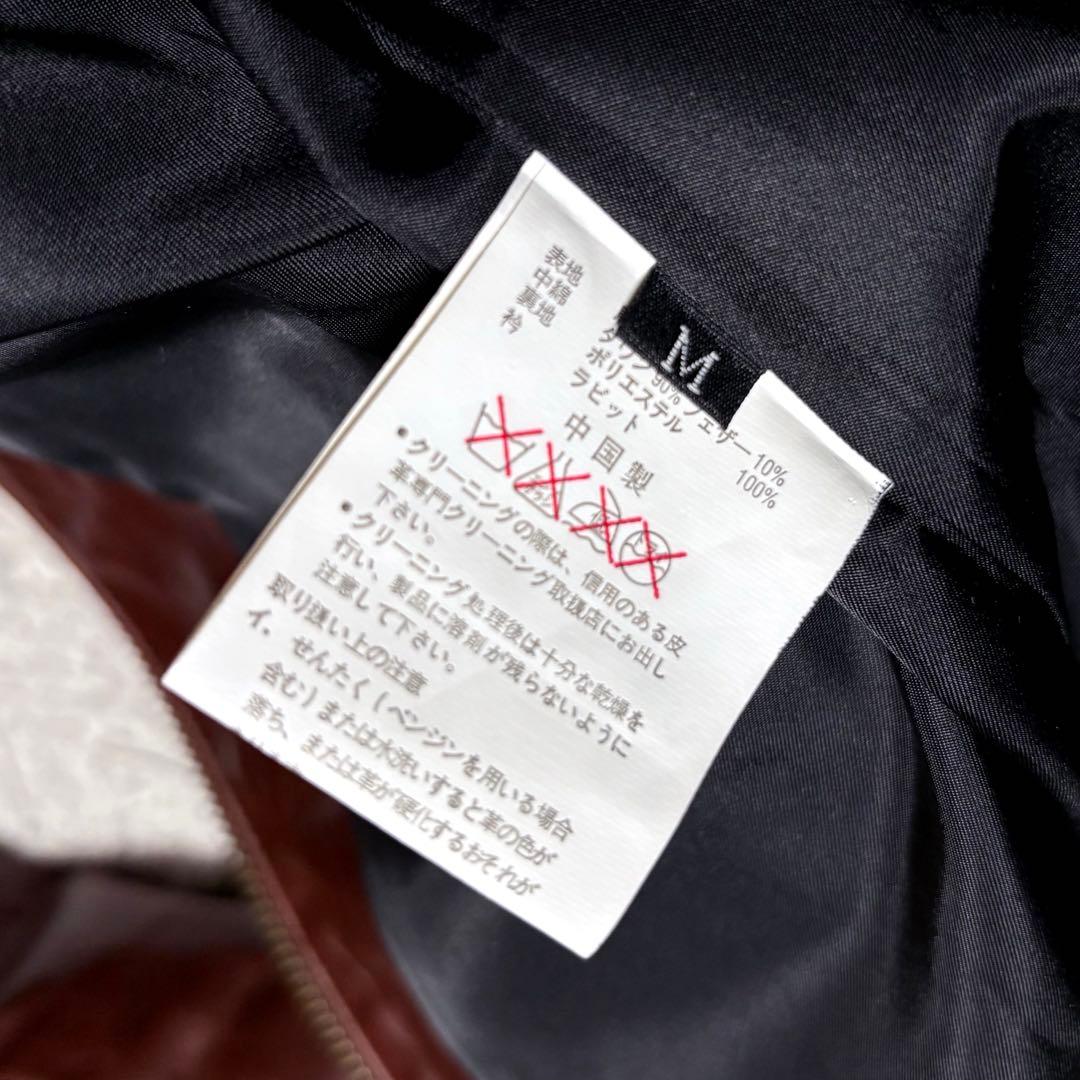 M
表地
中綿 ダウン 90% フェザー 10%
裏地 ポリエステル 100%
衿 ラビット
中国製
●クリーニングの際は、信用のある皮
革専門クリーニング取扱店にお出し
下さい。
●クリーニング処理後は十分な乾燥を
行い、製品に溶剤が残らないように
注意して下さい。
取り扱い上の注意
イ．せんたく（ベンジンを用いる場合
含む）または水洗いすると革の色が
落ち、または革が硬化するおそれが